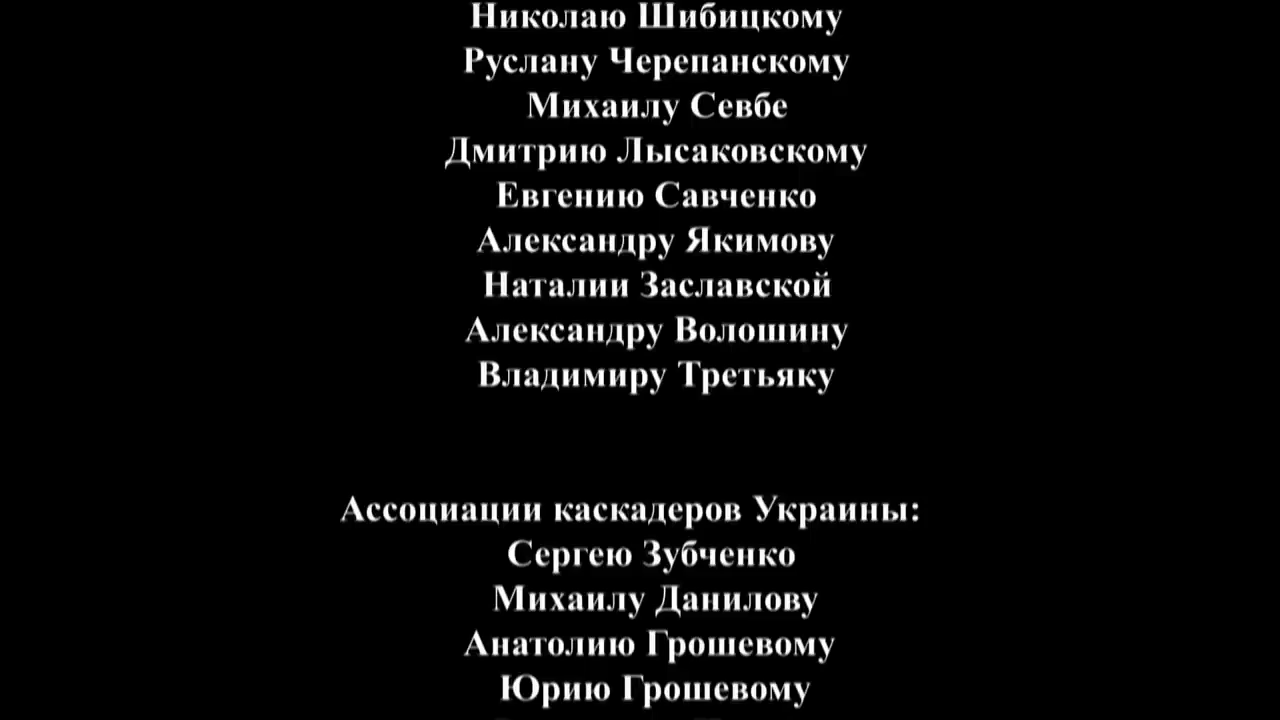 Николаю Шибицкому
Руслану Черепанскому
Михаилу Севбе
Дмитрию Лысаковскому
Евгению Савченко
Александру Якимову
Наталии Заславской
Александру Волошину
Владимиру Третьяку
Ассоциации каскадеров Украины:
Сергею Зубченко
Михаилу Данилову
Анатолию Грошевому
Юрию Грошевому